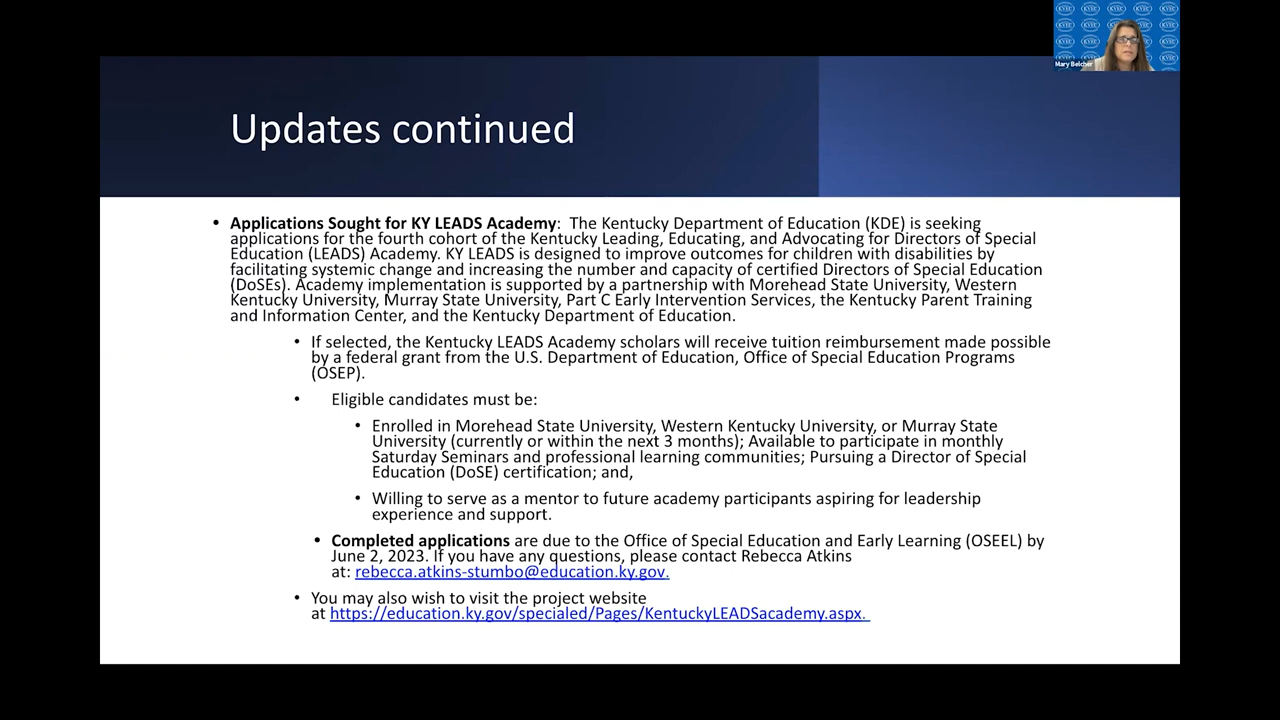 KVEC KVEC KVEC KVEC KVEC
Mary Belcher
Updates continued
• Applications Sought for KY LEADS Academy:  The Kentucky Department of Education (KDE) is seeking
applications for the fourth cohort of the Kentucky Leading, Educating, and Advocating for Directors of Special
Education (LEADS) Academy. KY LEADS is designed to improve outcomes for children with disabilities by
facilitating systemic change and increasing the number and capacity of certified Directors of Special Education
(DoSEs). Academy implementation is supported by a partnership with Morehead State University, Western
Kentucky University, Murray State University, Part C Early Intervention Services, the Kentucky Parent Training
and Information Center, and the Kentucky Department of Education.
• If selected, the Kentucky LEADS Academy scholars will receive tuition reimbursement made possible
by a federal grant from the U.S. Department of Education, Office of Special Education Programs
(OSEP).
• Eligible candidates must be:
• Enrolled in Morehead State University, Western Kentucky University, or Murray State
University (currently or within the next 3 months); Available to participate in monthly
Saturday Seminars and professional learning communities; Pursuing a Director of Special
Education (DoSE) certification; and,
• Willing to serve as a mentor to future academy participants aspiring for leadership
experience and support.
• Completed applications are due to the Office of Special Education and Early Learning (OSEEL) by
June 2, 2023. If you have any questions, please contact Rebecca Atkins
at: rebecca.atkins-stumbo@education.ky.gov.
• You may also wish to visit the project website
at https://education.ky.gov/specialed/Pages/KentuckyLEADSacademy.aspx.